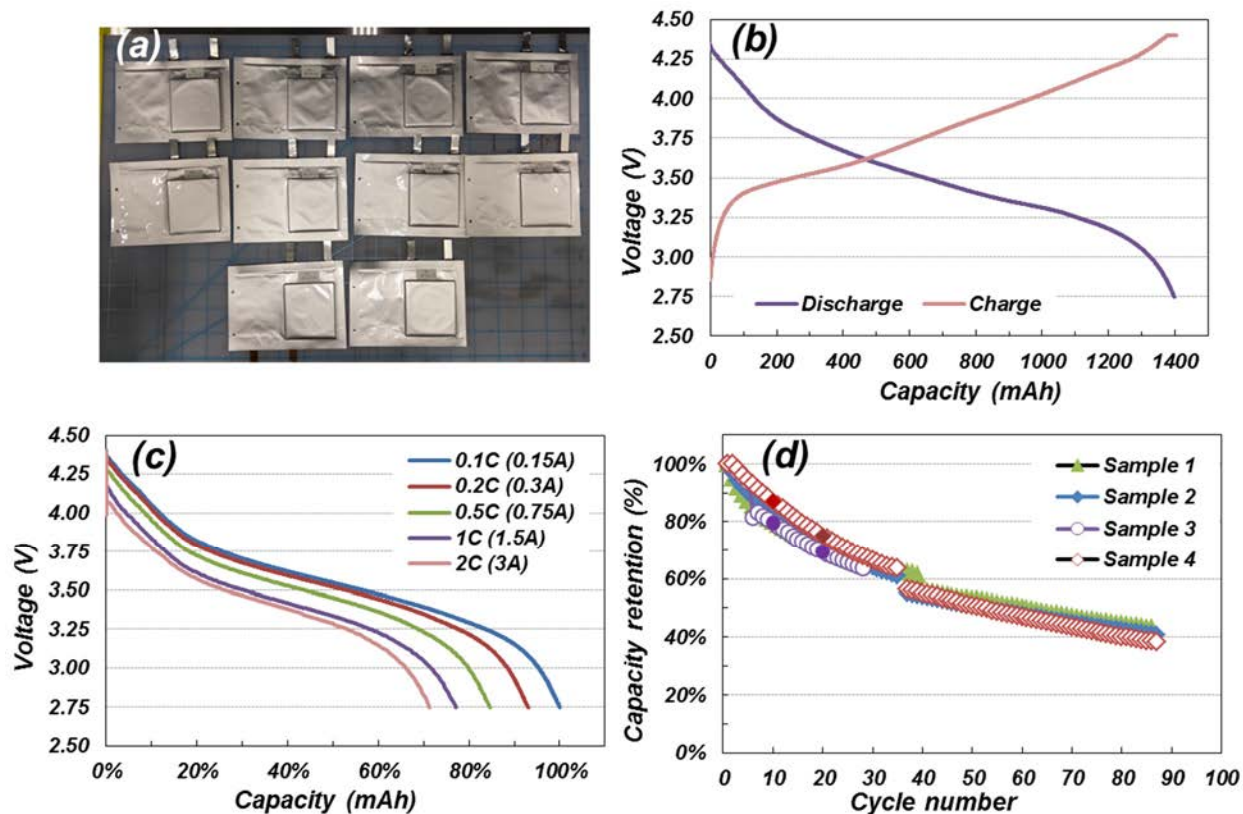 (a)
(b)
4.50
4.25
4.00
3.75
3.50
3.25
3.00
2.75
2.50
Voltage (V)
Discharge
Charge
0
200
400
600
800
1000
1200
1400
Capacity (mAh)
(c)
4.50
4.25
4.00
3.75
3.50
3.25
3.00
2.75
2.50
Voltage (V)
0.1C (0.15A)
0.2C (0.3A)
0.5C (0.75A)
1C (1.5A)
2C (3A)
0%
20%
40%
60%
80%
100%
Capacity (mAh)
(d)
100%
80%
60%
40%
20%
0%
Capacity retention (%)
Sample 1
Sample 2
Sample 3
Sample 4
0
10
20
30
40
50
60
70
80
90
100
Cycle number